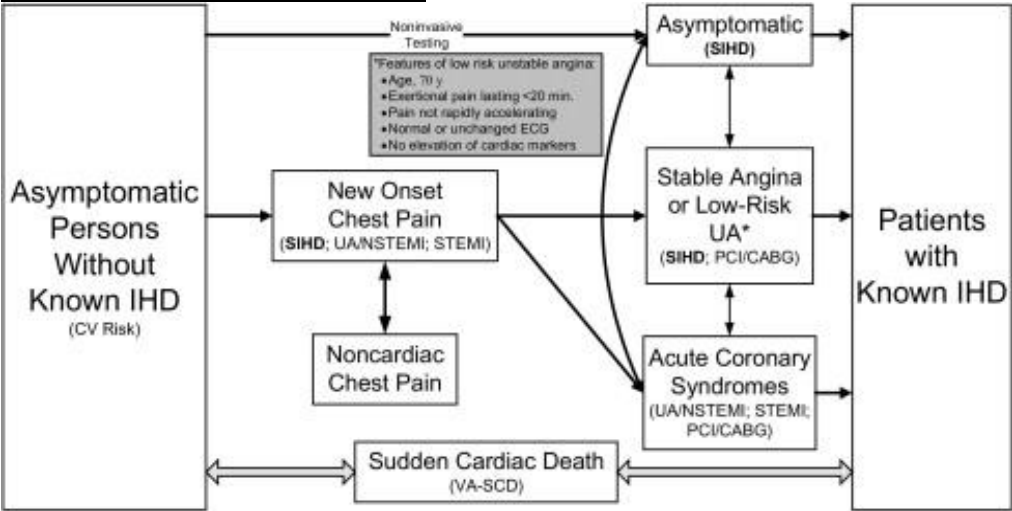 Asymptomatic
Persons
Without
Known IHD
(CV Risk)
Noninvasive
Testing
*Features of low risk unstable angina:
•Age, 70 y
•Exertional pain lasting <20 min.
•Pain not rapidly accelerating
•Normal or unchanged ECG
•No elevation of cardiac markers
New Onset
Chest Pain
(SIHD; UA/NSTEMI; STEMI)
Noncardiac
Chest Pain
Sudden Cardiac Death
(VA-SCD)
Asymptomatic
(SIHD)
Stable Angina
or Low-Risk
UA*
(SIHD; PCI/CABG)
Acute Coronary
Syndromes
(UA/NSTEMI; STEMI;
PCI/CABG)
Patients
with
Known IHD